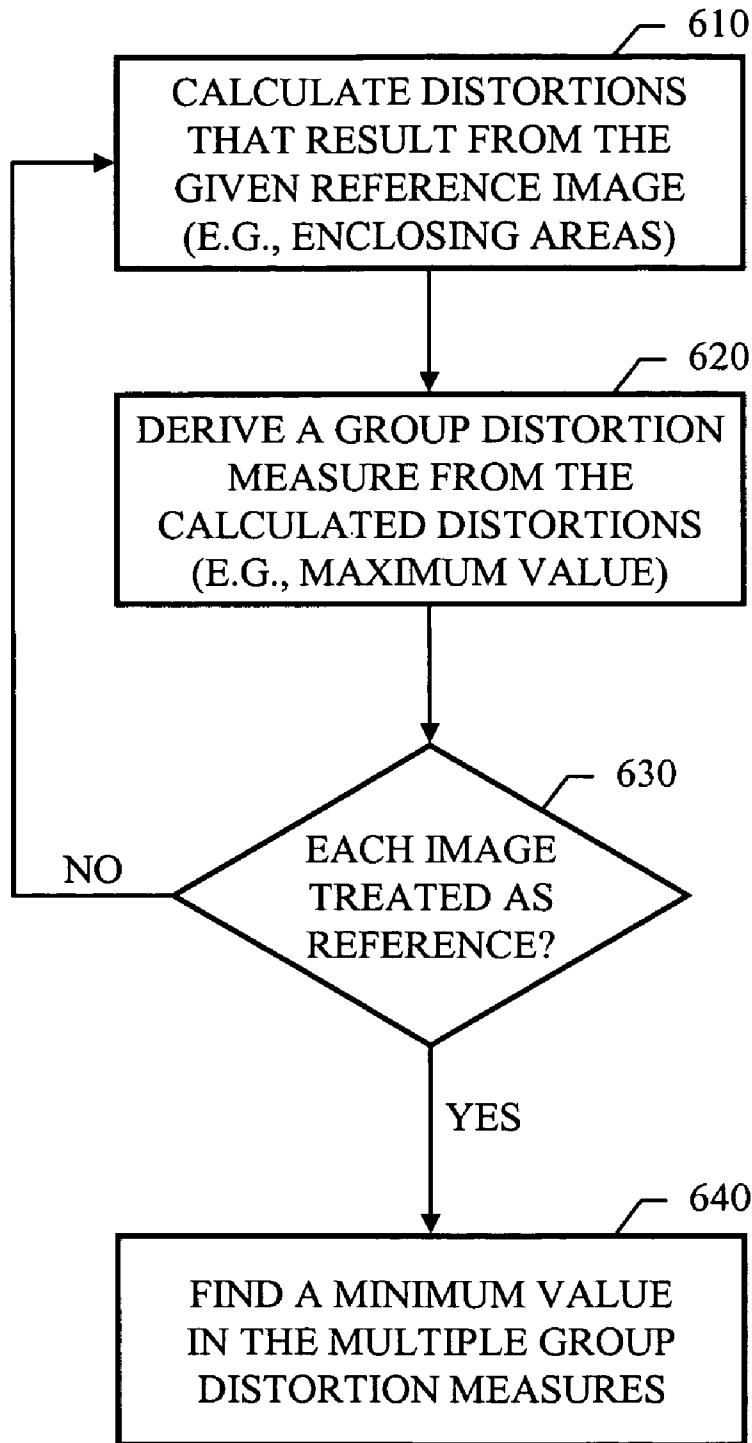 610
CALCULATE DISTORTIONS
THAT RESULT FROM THE
GIVEN REFERENCE IMAGE
(E.G., ENCLOSING AREAS)
620
DERIVE A GROUP DISTORTION
MEASURE FROM THE
CALCULATED DISTORTIONS
(E.G., MAXIMUM VALUE)
630
EACH IMAGE
TREATED AS
REFERENCE?
NO
YES
640
FIND A MINIMUM VALUE
IN THE MULTIPLE GROUP
DISTORTION MEASURES